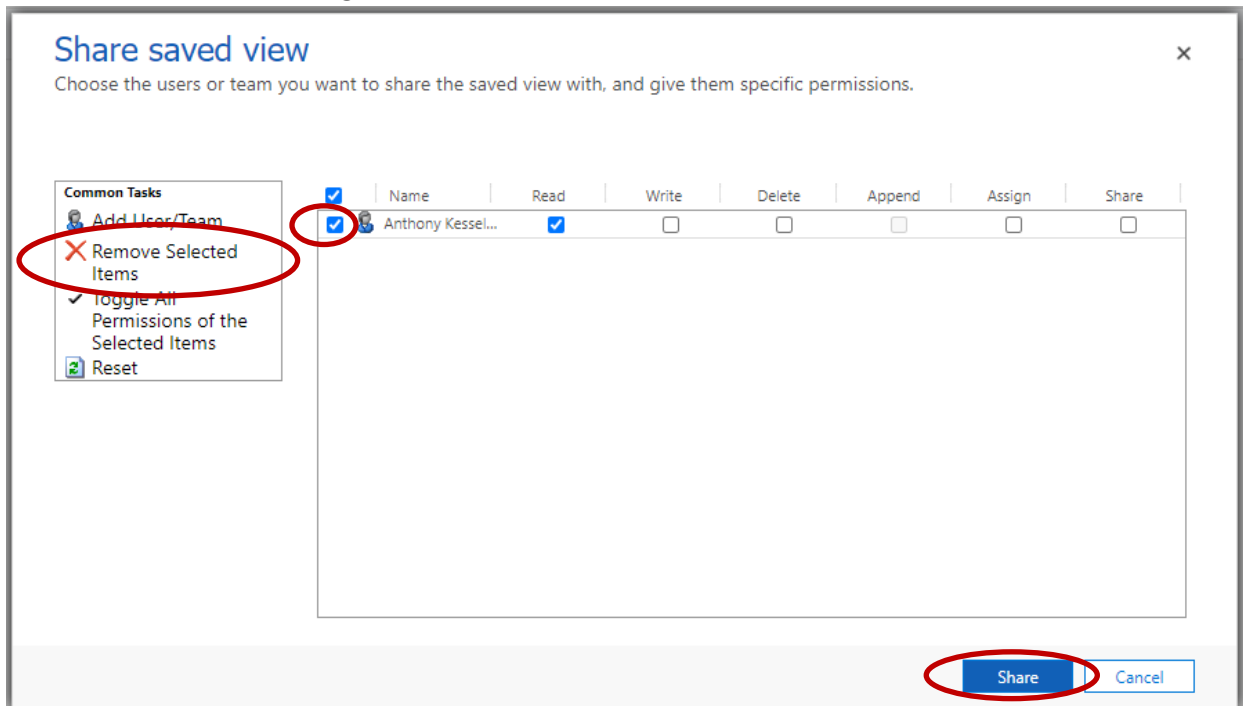 Share saved view
Choose the users or team you want to share the saved view with, and give them specific permissions.
Common Tasks
Add User/Team
Remove Selected
Items
Toggle All
Permissions of the
Selected Items
Reset
Name Read Write Delete Append Assign Share
Anthony Kessel...
Share Cancel